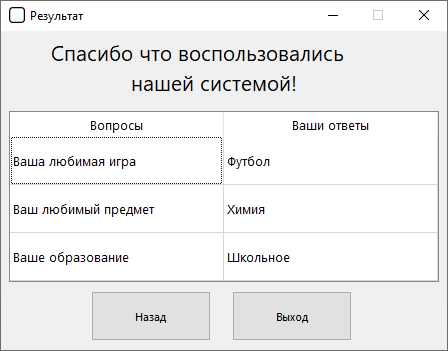 Результат
Спасибо что воспользовались
нашей системой!
Вопросы Ваши ответы
Ваша любимая игра Футбол
Ваш любимый предмет Химия
Ваше образование Школьное
Назад Выход